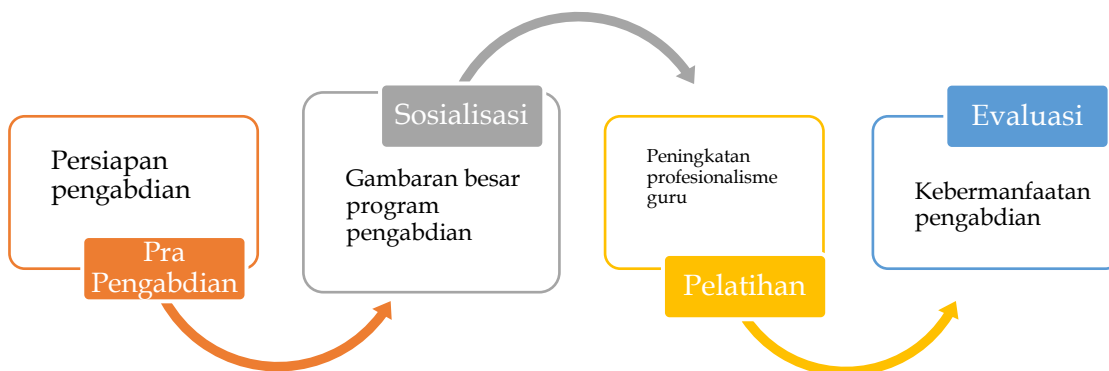 Persiapan
pengabdian
Pra
Pengabdian
Sosialisasi
Gambaran besar
program
pengabdian
Peningkatan
profesionalisme
guru
Pelatihan
Evaluasi
Kebermanfaatan
pengabdian